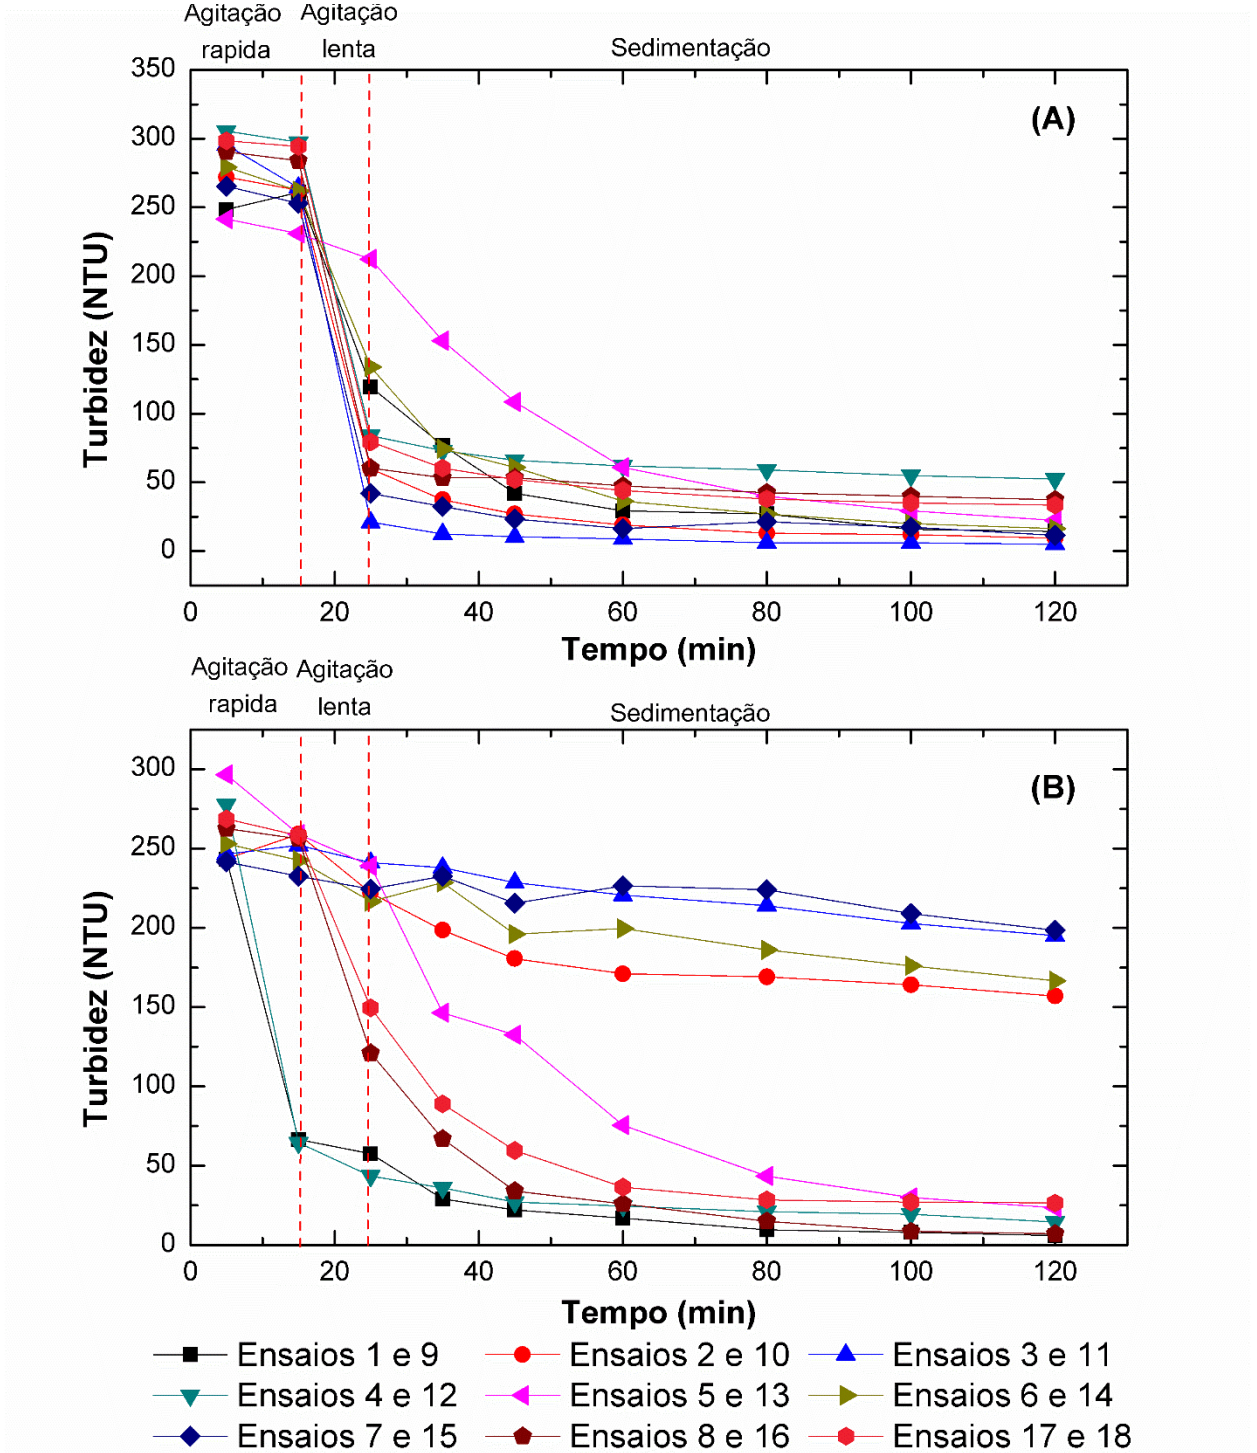 Agitação Agitação
rapida lenta Sedimentação
350
300
250
200
150
100
50
0
(A)
Turbidez (NTU)
0 20 40 60 80 100 120
Tempo (min)
Agitação Agitação
rapida lenta Sedimentação
300
250
200
150
100
50
0
(B)
Turbidez (NTU)
0 20 40 60 80 100 120
Tempo (min)
Ensaios 1 e 9 Ensaios 2 e 10 Ensaios 3 e 11
Ensaios 4 e 12 Ensaios 5 e 13 Ensaios 6 e 14
Ensaios 7 e 15 Ensaios 8 e 16 Ensaios 17 e 18